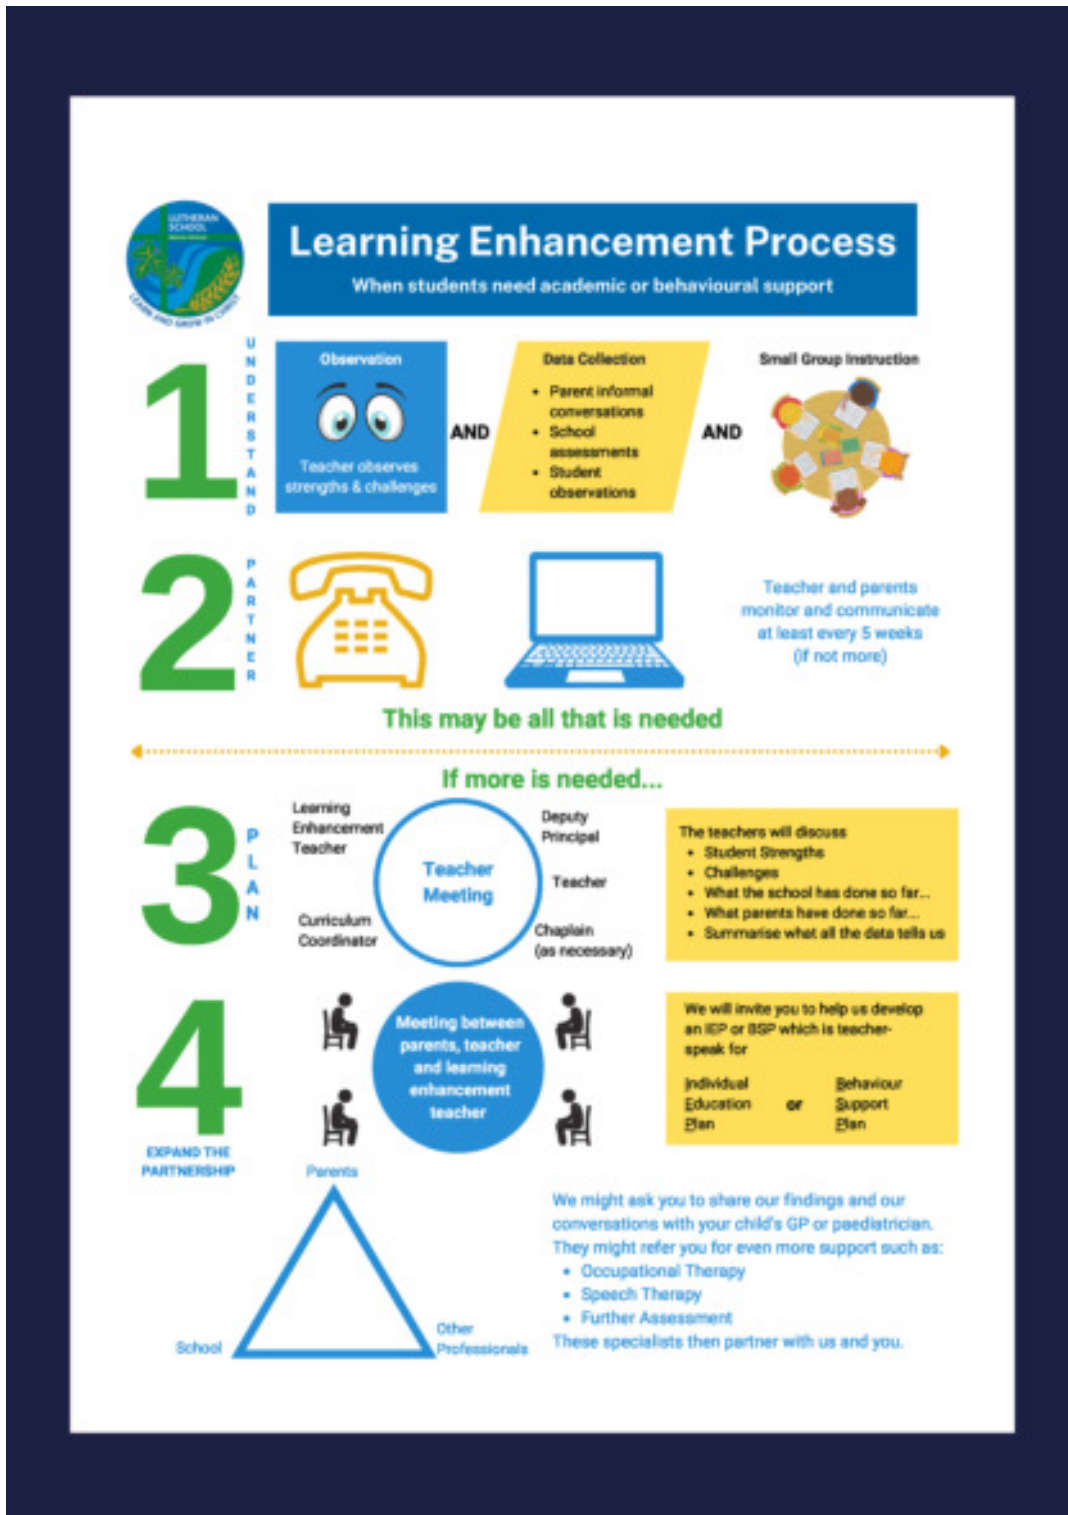 LUTHERAN
SCHOOL
LEARN AND GROW IN CHRIST
Learning Enhancement Process
When students need academic or behavioural support
1
UNDERSTAND
Observation
Teacher observes
strengths & challenges
AND
Data Collection
• Parent informal
conversations
• School
assessments
• Student
observations
AND
Small Group Instruction
2
PARTNER
Teacher and parents
monitor and communicate
at least every 5 weeks
(if not more)
This may be all that is needed
If more is needed...
3
PLAN
Learning
Enhancement
Teacher
Curriculum
Coordinator
Teacher
Meeting
Deputy
Principal
Teacher
Chaplain
(as necessary)
The teachers will discuss
• Student Strengths
• Challenges
• What the school has done so far...
• What parents have done so far...
• Summarise what all the data tells us
4
EXPAND THE
PARTNERSHIP
Meeting between
parents, teacher
and learning
enhancement
teacher
We will invite you to help us develop
an IEP or BSP which is teacher-
speak for
Individual
Education
Plan
or
Behaviour
Support
Plan
Parents
School
Other
Professionals
We might ask you to share our findings and our
conversations with your child's GP or paediatrician.
They might refer you for even more support such as:
• Occupational Therapy
• Speech Therapy
• Further Assessment
These specialists then partner with us and you.